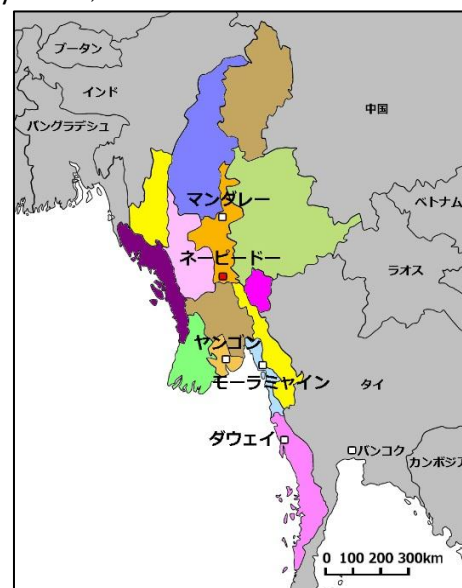 ブータン
インド
中国
バングラデシュ
マンダレー
ベトナム
ネーピードー
ラオス
ヤンゴン
モーラミャイン
タイ
ダウェイ
バンコク
カンボジア
0 100 200 300km